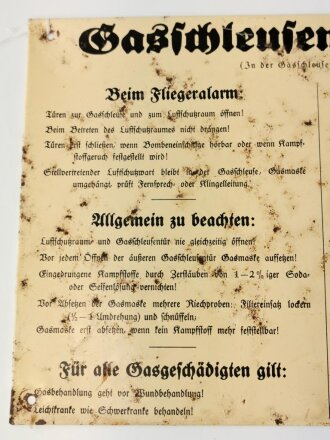 Gasschleusen
(In der Gasschleuse
Beim Fliegeralarm:
Türen zur Gasschleuse und zum Luftschutzraum öffnen!
Beim Betreten des Luftschutzraumes nicht drängen!
Türen erst schließen, wenn Bombeneinschläge hörbar oder wenn Kampf-
stoffgeruch festgestellt wird!
Stellvertretender Luftschutzwart bleibt in der Gasschleuse, Gasmaske
umgehängt, prüft Fernsprech- oder Klingelleitung.
Allgemein zu beachten:
Luftschutzraum- und Gasschleusentür nie gleichzeitig öffnen!
Vor jedem Öffnen der äußeren Gasschleusentür Gasmaske aufsetzen!
Eingedrungene Kampfstoffe durch Zerstäuben von 1—2 %iger Soda-
oder Seifenlösung vernichten!
Vor Absetzen der Gasmaske mehrere Riechproben: Filtereinsatz lockern
(½—1 Umdrehung) und schnüffeln;
Gasmaske erst absetzen, wenn kein Kampfstoff mehr feststellbar!
Für alle Gasgeschädigten gilt:
Gasbehandlung geht vor Wundbehandlung!
Leichtkranke wie Schwerkranke behandeln!